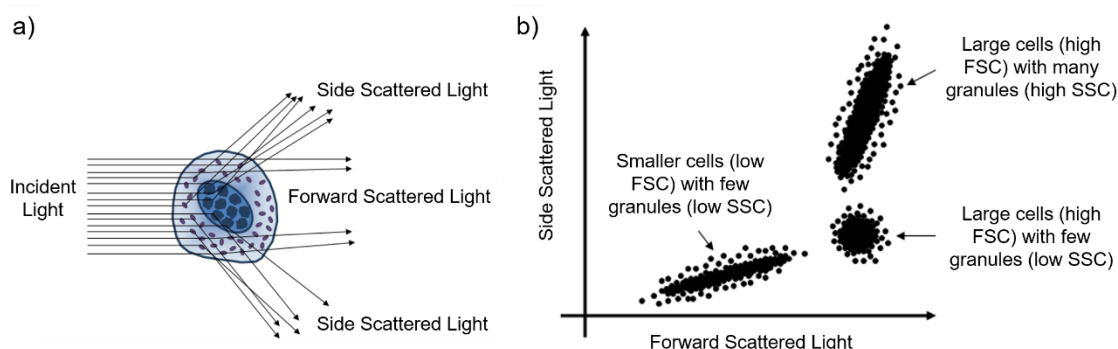 a)
Side Scattered Light
Incident
Light
Forward Scattered Light
Side Scattered Light
b)
Side Scattered Light
Large cells (high
FSC) with many
granules (high SSC)
Smaller cells (low
FSC) with few
granules (low SSC)
Large cells (high
FSC) with few
granules (low SSC)
Forward Scattered Light